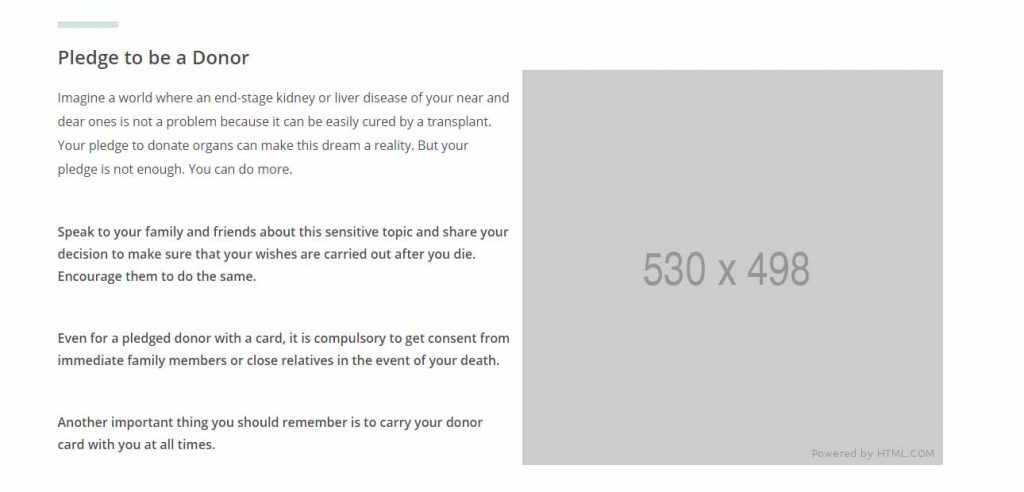 Pledge to be a Donor
Imagine a world where an end-stage kidney or liver disease of your near and
dear ones is not a problem because it can be easily cured by a transplant.
Your pledge to donate organs can make this dream a reality. But your
pledge is not enough. You can do more.
Speak to your family and friends about this sensitive topic and share your
decision to make sure that your wishes are carried out after you die.
Encourage them to do the same.
Even for a pledged donor with a card, it is compulsory to get consent from
immediate family members or close relatives in the event of your death.
Another important thing you should remember is to carry your donor
card with you at all times.
530 x 498
Powered by HTML.COM